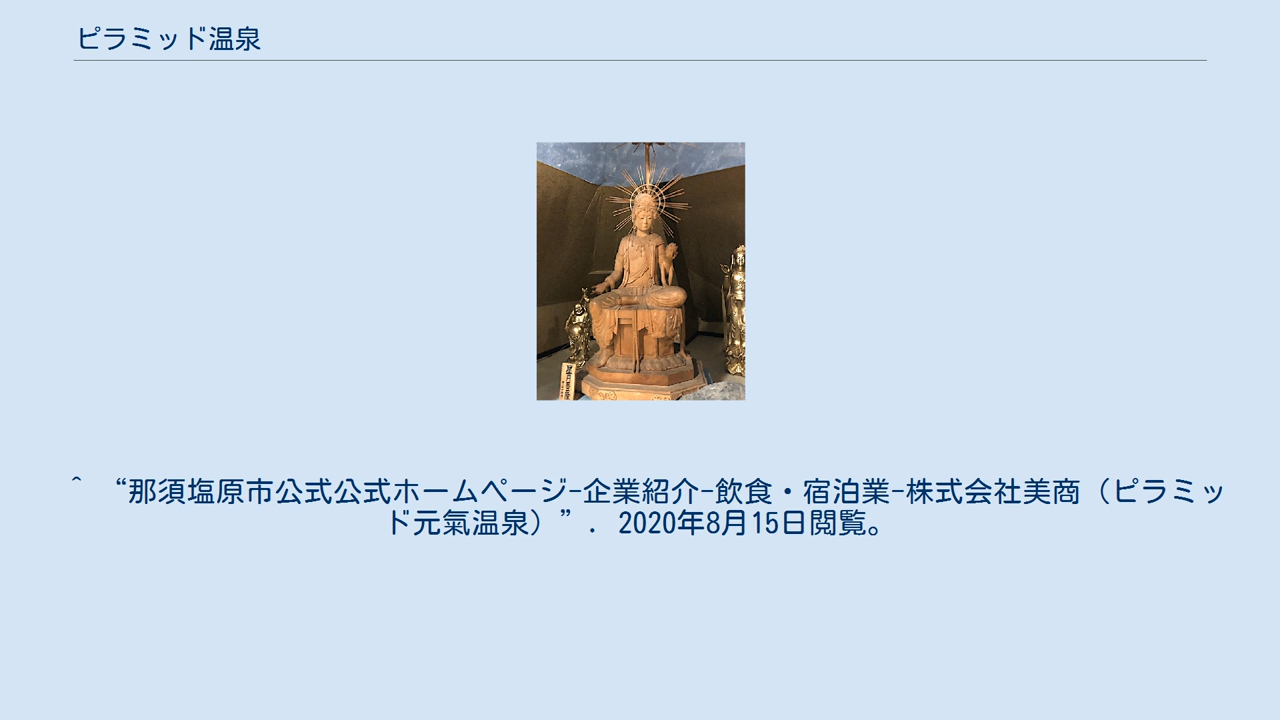 ピラミッド温泉
^ “那須塩原市公式公式ホームページ-企業紹介-飲食・宿泊業-株式会社美商（ピラミッ
ド元氣温泉）”. 2020年8月15日閲覧。